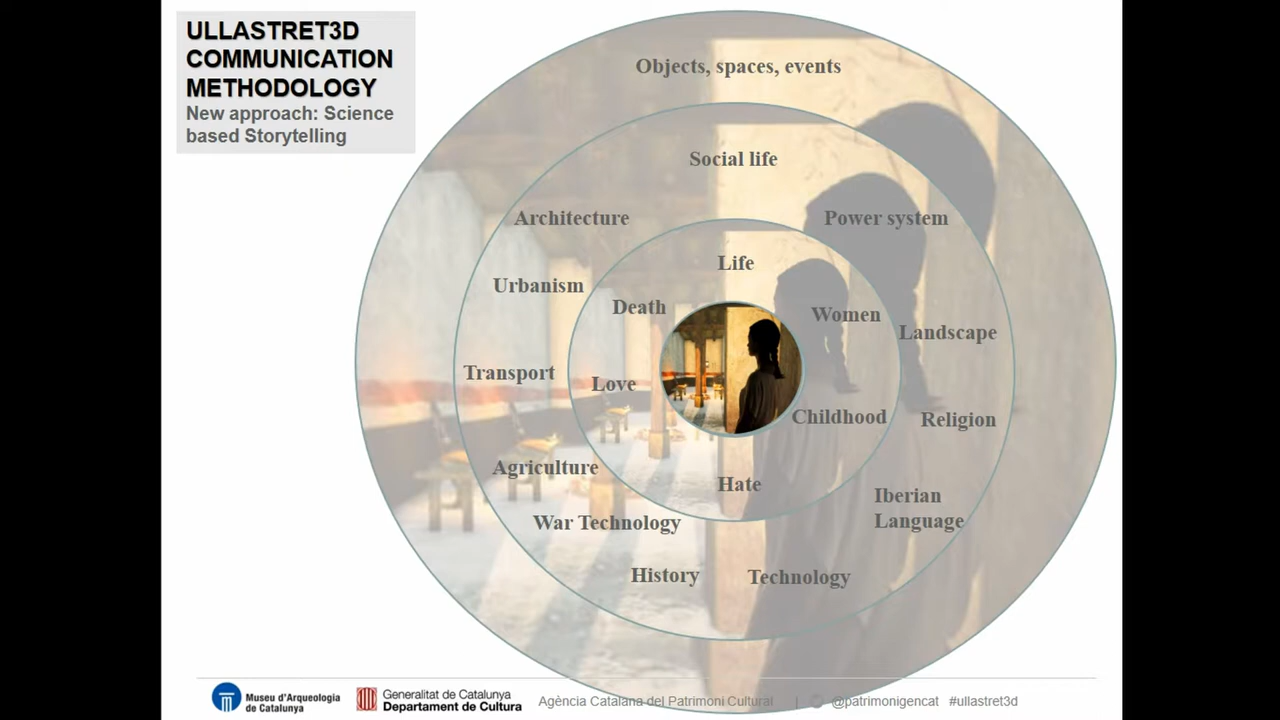 ULLASTRET3D
COMMUNICATION
METHODOLOGY
New approach: Science
based Storytelling
Objects, spaces, events
Social life
Architecture
Power system
Life
Urbanism
Death
Women
Landscape
Transport
Love
Childhood
Religion
Agriculture
Hate
Iberian
Language
War Technology
History
Technology
Museu d'Arqueologia
de Catalunya
Generalitat de Catalunya
Departament de Cultura
Agència Catalana del Patrimoni Cultural | @patrimonigencat #ullastret3d